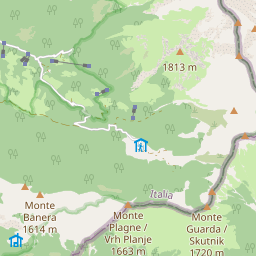 1813 m
Italia
Monte
Banera
1614 m
Monte
Plagne /
Vrh Planje
1663 m
Monte
Guarda /
Skutnik
1720 m